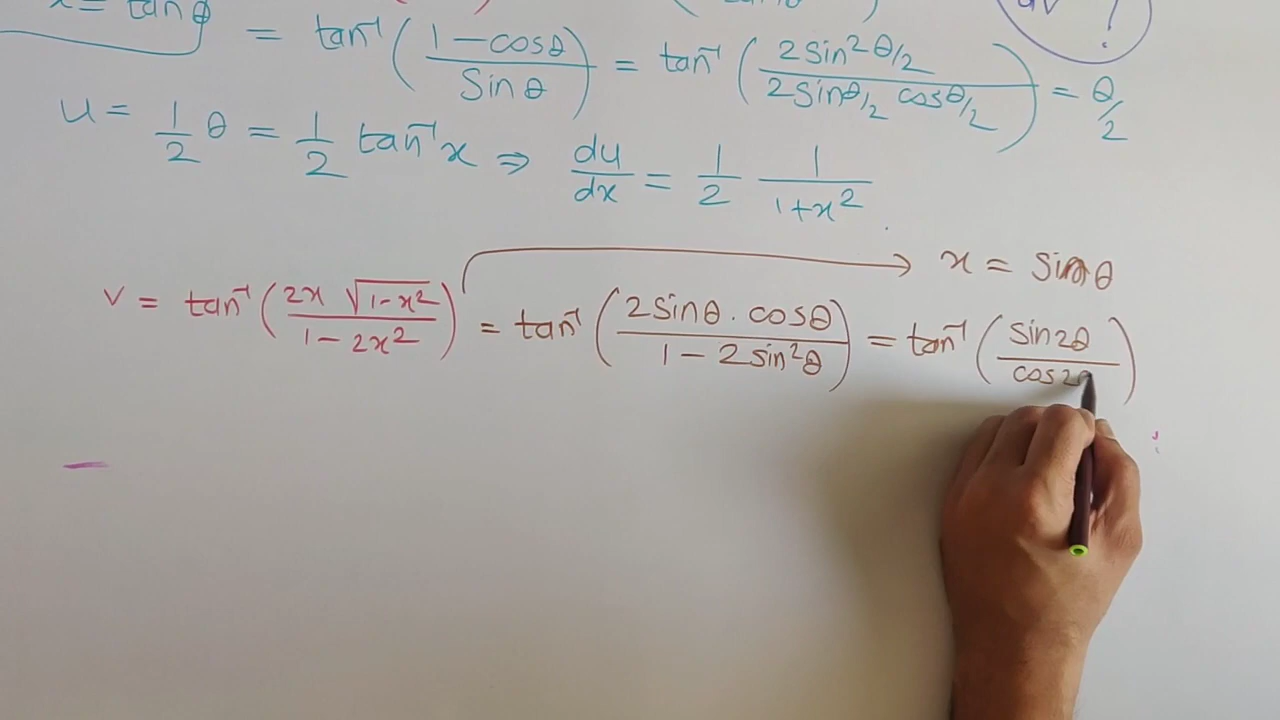 x = tanθ
= tan⁻¹(1-cosθ / Sinθ) = tan⁻¹(2Sin²θ/2 / 2Sinθ/2 cosθ/2) = θ/2
u = 1/2 θ = 1/2 tan⁻¹x ⇒ du/dx = 1/2 1/1+x²
x = Sinθ
v = tan⁻¹(2x √1-x² / 1-2x²) = tan⁻¹(2Sinθ.cosθ / 1-2Sin²θ) = tan⁻¹(Sin2θ / cos2θ)